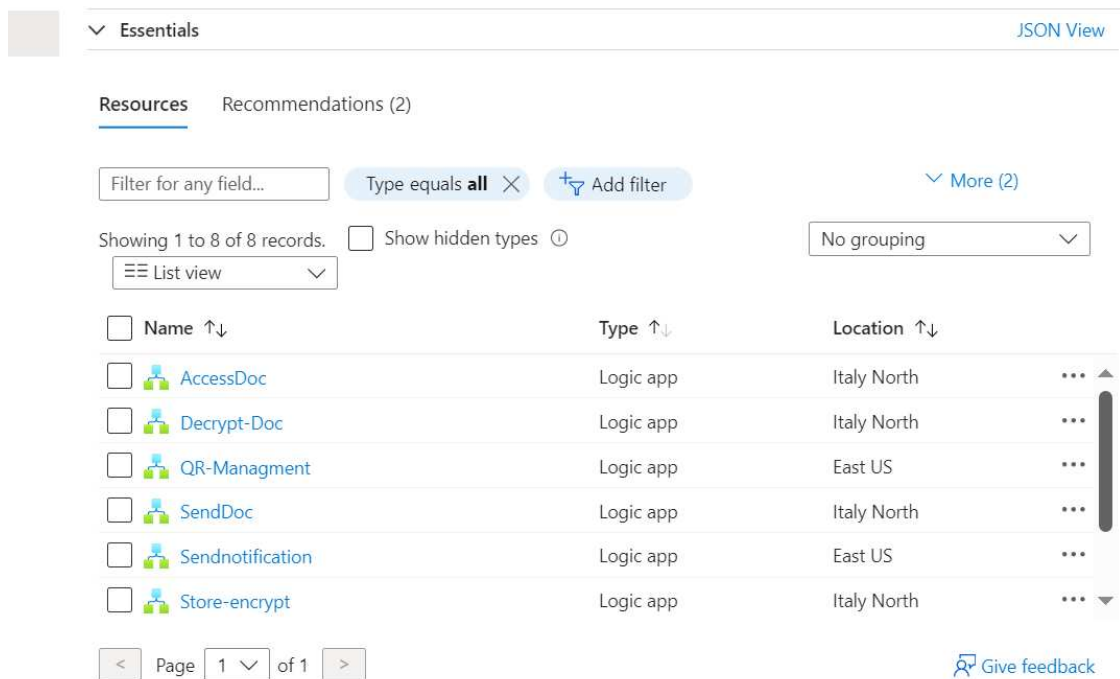 Essentials JSON View
Resources Recommendations (2)
Filter for any field... Type equals all Add filter More (2)
Showing 1 to 8 of 8 records. Show hidden types No grouping
List view
Name Type Location
AccessDoc Logic app Italy North
Decrypt-Doc Logic app Italy North
QR-Managment Logic app East US
SendDoc Logic app Italy North
Sendnotification Logic app East US
Store-encrypt Logic app Italy North
< Page 1 of 1 > Give feedback